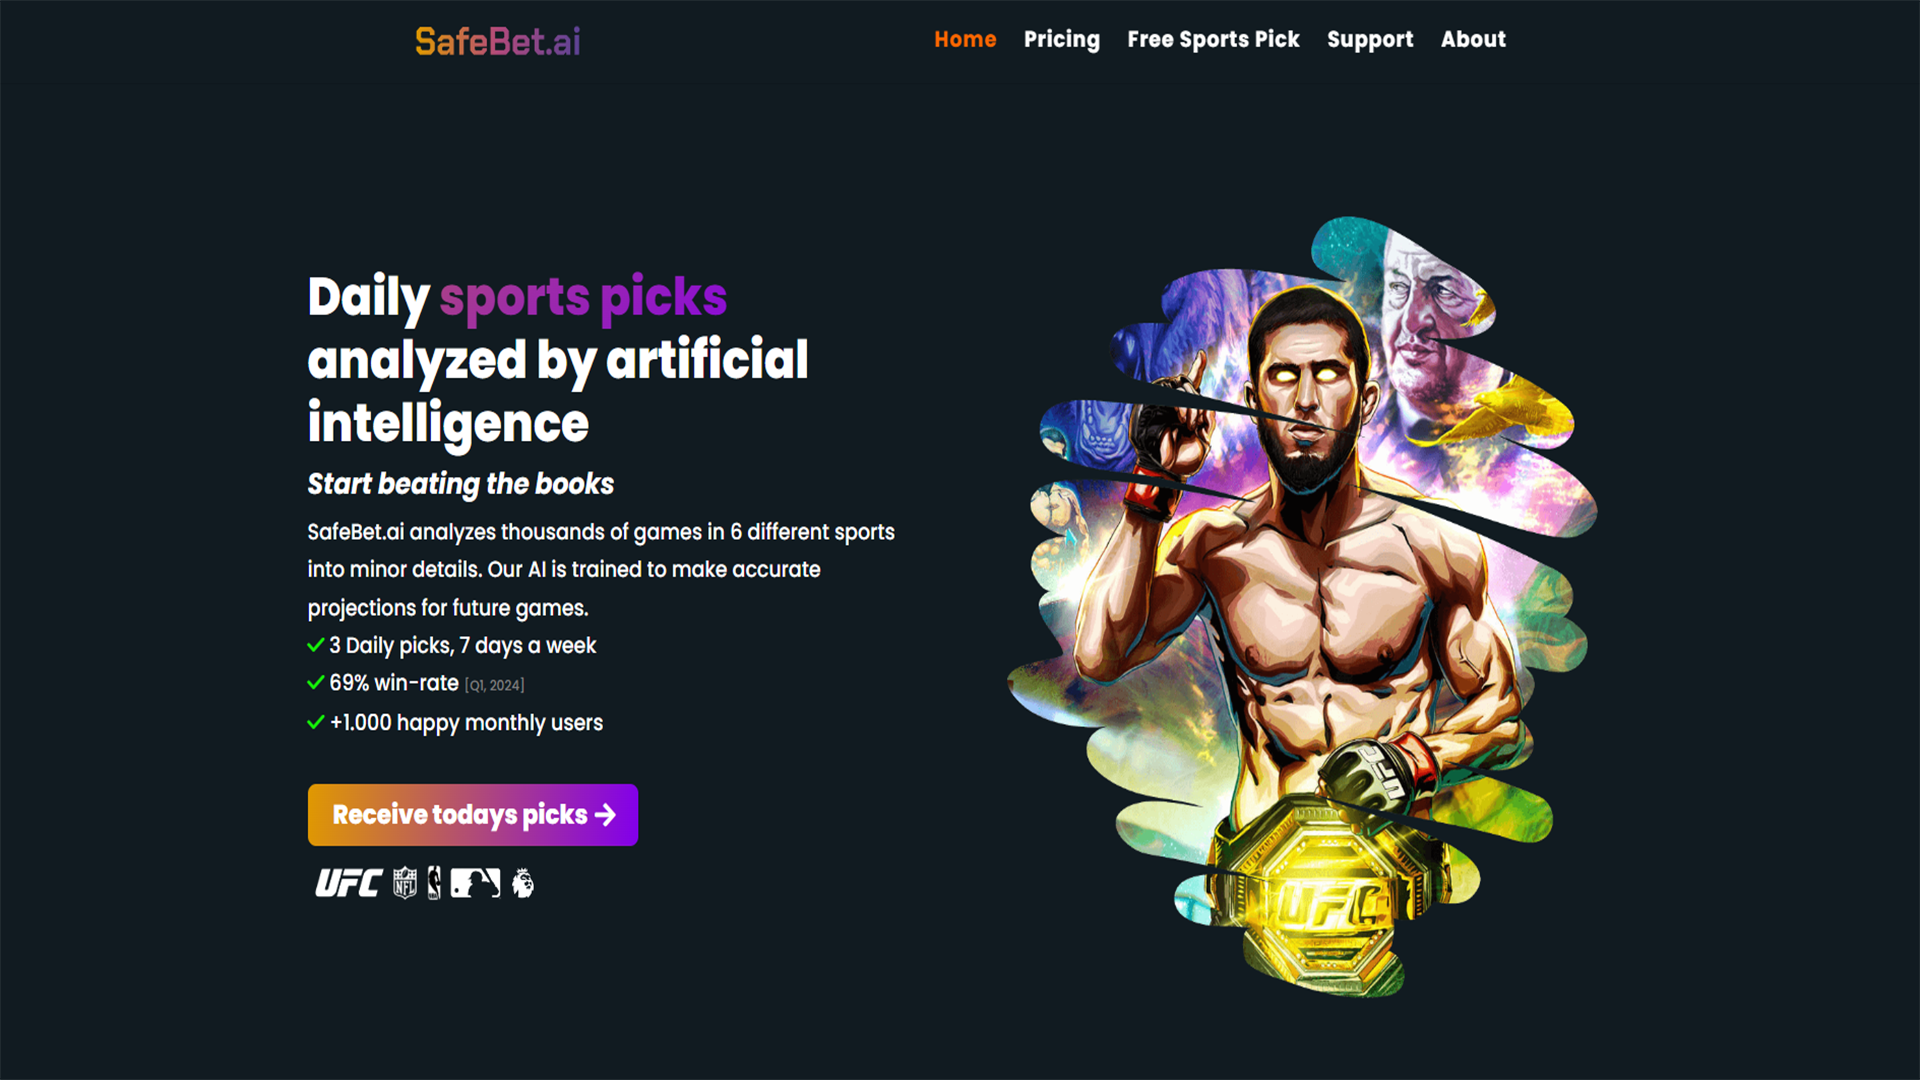 SafeBet.ai
Home Pricing Free Sports Pick Support About
Daily sports picks
analyzed by artificial
intelligence
Start beating the books
SafeBet.ai analyzes thousands of games in 6 different sports
into minor details. Our AI is trained to make accurate
projections for future games.
3 Daily picks, 7 days a week
69% win-rate [Q1, 2024]
+1.000 happy monthly users
Receive todays picks
UFC NFL
UFC
UFC